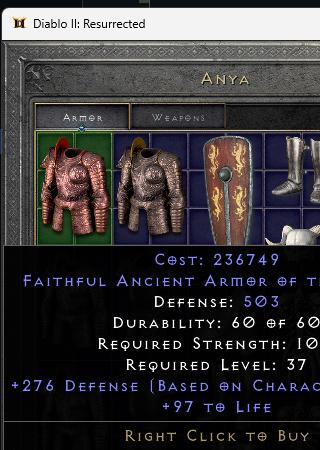 Diablo II: Resurrected
Anya
Armor Weapons
Cost: 236749
Faithful Ancient Armor of
Defense: 503
Durability: 60 of 60
Required Strength: 10
Required Level: 37
+276 Defense (Based on
+97 to Life
Right Click to Buy